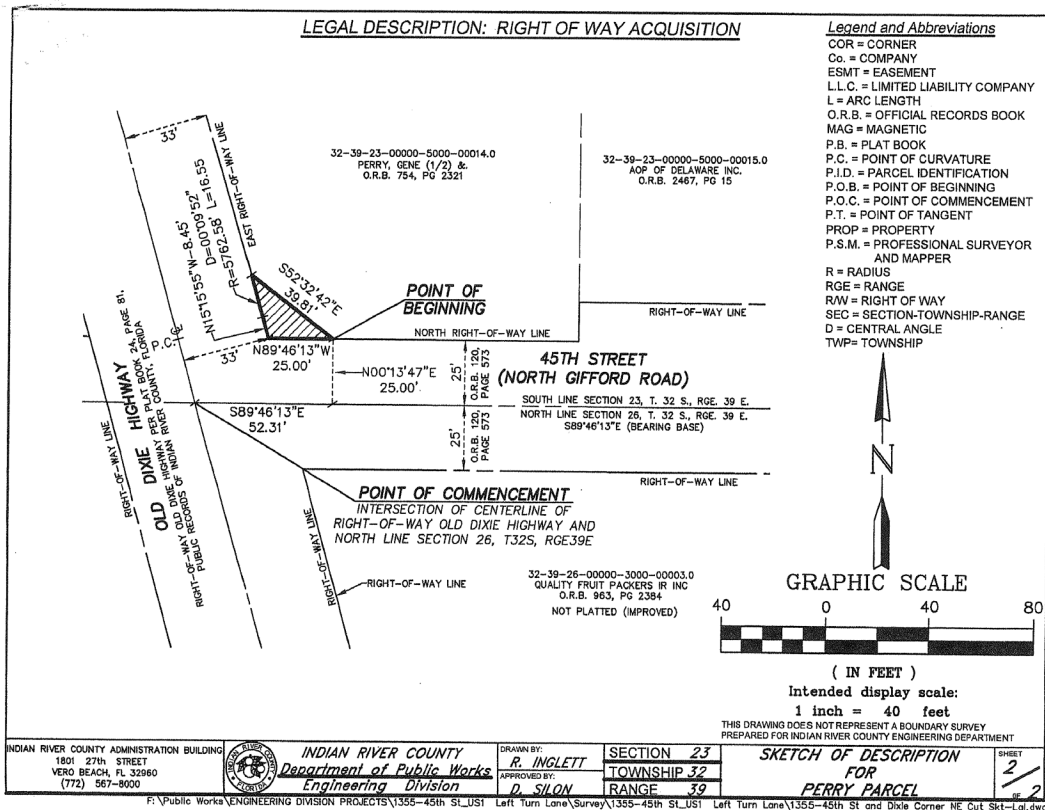 LEGAL DESCRIPTION: RIGHT OF WAY ACQUISITION
Legend and Abbreviations
COR = CORNER
Co. = COMPANY
ESMT = EASEMENT
L.L.C. = LIMITED LIABILITY COMPANY
L = ARC LENGTH
O.R.B. = OFFICIAL RECORDS BOOK
MAG = MAGNETIC
P.B. = PLAT BOOK
P.C. = POINT OF CURVATURE
P.I.D. = PARCEL IDENTIFICATION
P.O.B. = POINT OF BEGINNING
P.O.C. = POINT OF COMMENCEMENT
P.T. = POINT OF TANGENT
PROP = PROPERTY
P.S.M. = PROFESSIONAL SURVEYOR
AND MAPPER
R = RADIUS
RGE = RANGE
R/W = RIGHT OF WAY
SEC = SECTION-TOWNSHIP-RANGE
D = CENTRAL ANGLE
TWP= TOWNSHIP
33'
EAST RIGHT-OF-WAY LINE
32-39-23-00000-5000-00014.0
PERRY, GENE (1/2) &.
O.R.B. 754, PG 2321
32-39-23-00000-5000-00015.0
AOP OF DELAWARE INC.
O.R.B. 2467, PG 15
N15°15'55"W-8.45'
D=00°09'52"
R=5762.58' L=16.55
S52°32'42"E
39.81'
POINT OF
BEGINNING
RIGHT-OF-WAY LINE
NORTH RIGHT-OF-WAY LINE
P.C.
33'
N89°46'13"W
25.00'
N00°13'47"E
25.00'
25'
O.R.B. 120,
PAGE 573
45TH STREET
(NORTH GIFFORD ROAD)
SOUTH LINE SECTION 23, T. 32 S., RGE. 39 E.
NORTH LINE SECTION 26, T. 32 S., RGE. 39 E.
S89°46'13"E (BEARING BASE)
S89°46'13"E
52.31'
25'
O.R.B. 120,
PAGE 573
RIGHT-OF-WAY LINE
RIGHT-OF-WAY LINE
OLD DIXIE HIGHWAY
RIGHT-OF-WAY OLD DIXIE HIGHWAY PER PLAT BOOK 24, PAGE 81,
PUBLIC RECORDS OF INDIAN RIVER COUNTY, FLORIDA
RIGHT-OF-WAY LINE
POINT OF COMMENCEMENT
INTERSECTION OF CENTERLINE OF
RIGHT-OF-WAY OLD DIXIE HIGHWAY AND
NORTH LINE SECTION 26, T32S, RGE39E
RIGHT-OF-WAY LINE
RIGHT-OF-WAY LINE
32-39-26-00000-3000-00003.0
QUALITY FRUIT PACKERS IR INC
O.R.B. 963, PG 2384
NOT PLATTED (IMPROVED)
N
GRAPHIC SCALE
40 0 40 80
( IN FEET )
Intended display scale:
1 inch = 40 feet
THIS DRAWING DOES NOT REPRESENT A BOUNDARY SURVEY
PREPARED FOR INDIAN RIVER COUNTY ENGINEERING DEPARTMENT
INDIAN RIVER COUNTY ADMINISTRATION BUILDING
1801 27th STREET
VERO BEACH, FL 32960
(772) 567-8000
INDIAN RIVER COUNTY
FLORIDA
INDIAN RIVER COUNTY
Department of Public Works
Engineering Division
DRAWN BY:
R. INGLETT
APPROVED BY:
D. SILON
SECTION 23
TOWNSHIP 32
RANGE 39
SKETCH OF DESCRIPTION
FOR
PERRY PARCEL
SHEET
2
OF 2
F: \Public Works\ENGINEERING DIVISION PROJECTS\1355-45th St_US1 Left Turn Lane\Survey\1355-45th St_US1 Left Turn Lane\1355-45th St and Dixie Corner NE Cut Skt-Lgl.dwg